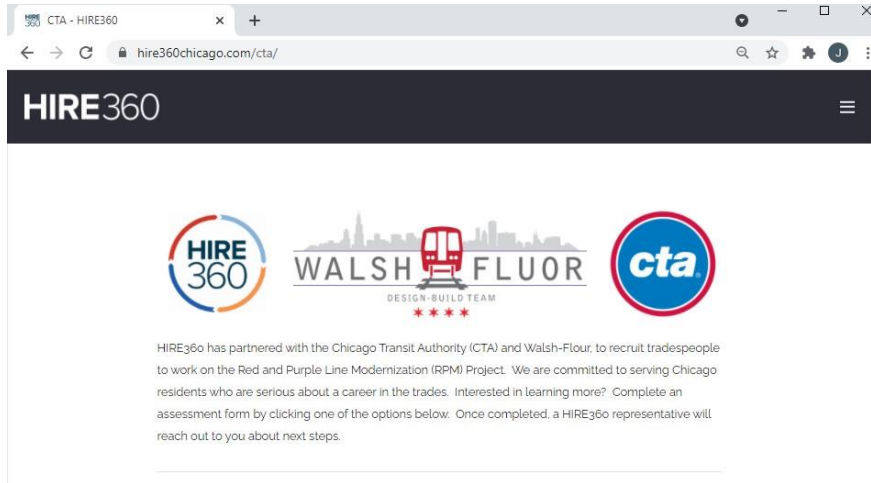 CTA - HIRE360
hire360chicago.com/cta/
J
HIRE360
HIRE
360
WALSH FLUOR
DESIGN-BUILD TEAM
cta
HIRE360 has partnered with the Chicago Transit Authority (CTA) and Walsh-Flour, to recruit tradespeople
to work on the Red and Purple Line Modernization (RPM) Project. We are committed to serving Chicago
residents who are serious about a career in the trades. Interested in learning more? Complete an
assessment form by clicking one of the options below. Once completed, a HIRE360 representative will
reach out to you about next steps.